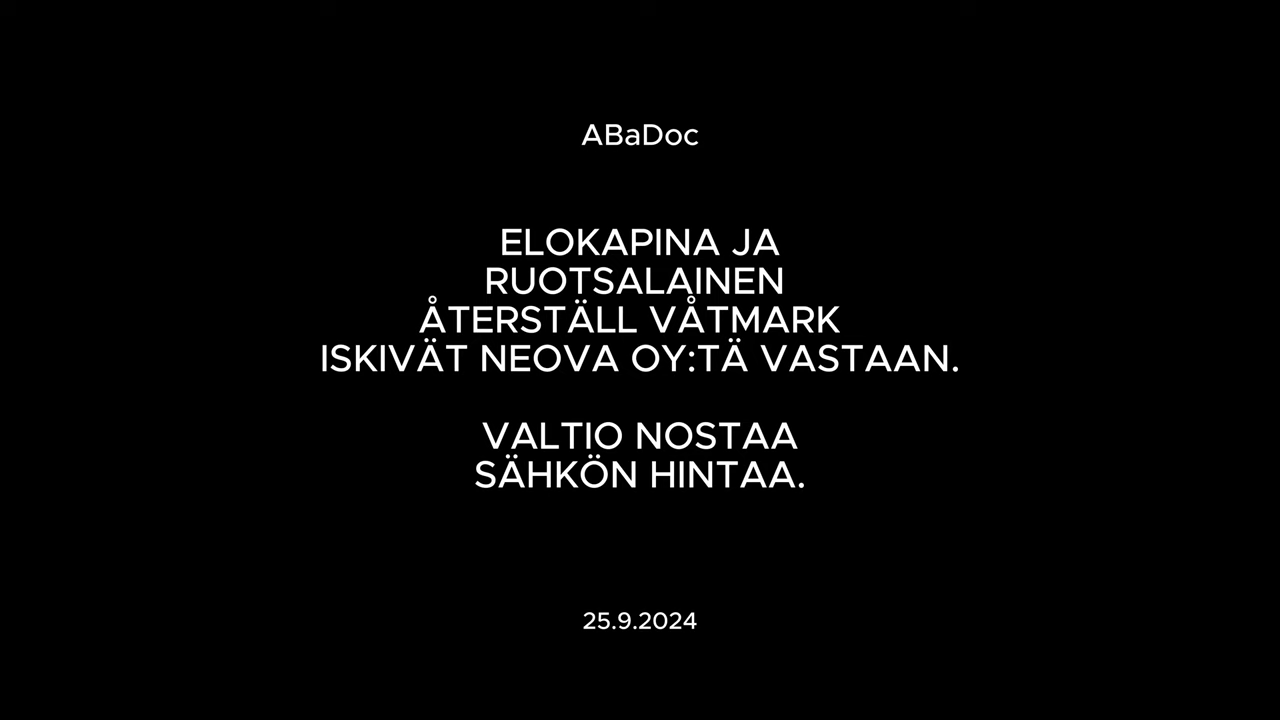 ABaDoc
ELOKAPINA JA
RUOTSALAINEN
ÅTERSTÄLL VÅTMARK
ISKIVÄT NEOVA OY:TÄ VASTAAN.
VALTIO NOSTAA
SÄHKÖN HINTAA.
25.9.2024